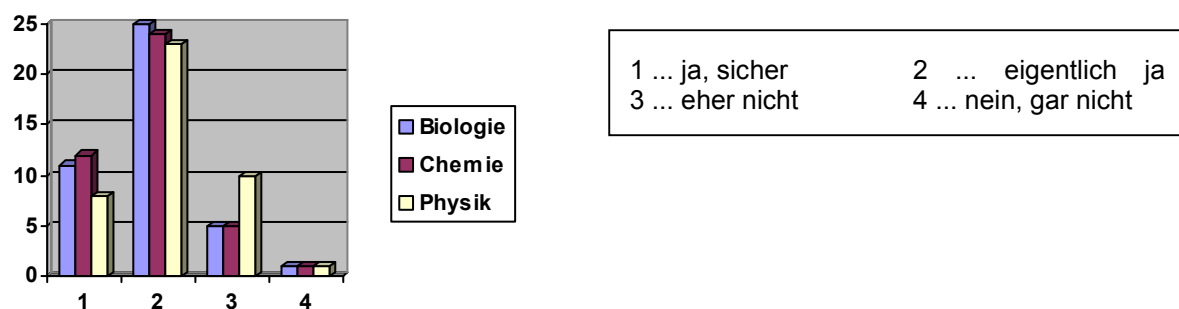 25
20
15
10
5
0
1 2 3 4
Biologie
Chemie
Physik
1 ... ja, sicher 2 ... eigentlich ja
3 ... eher nicht 4 ... nein, gar nicht